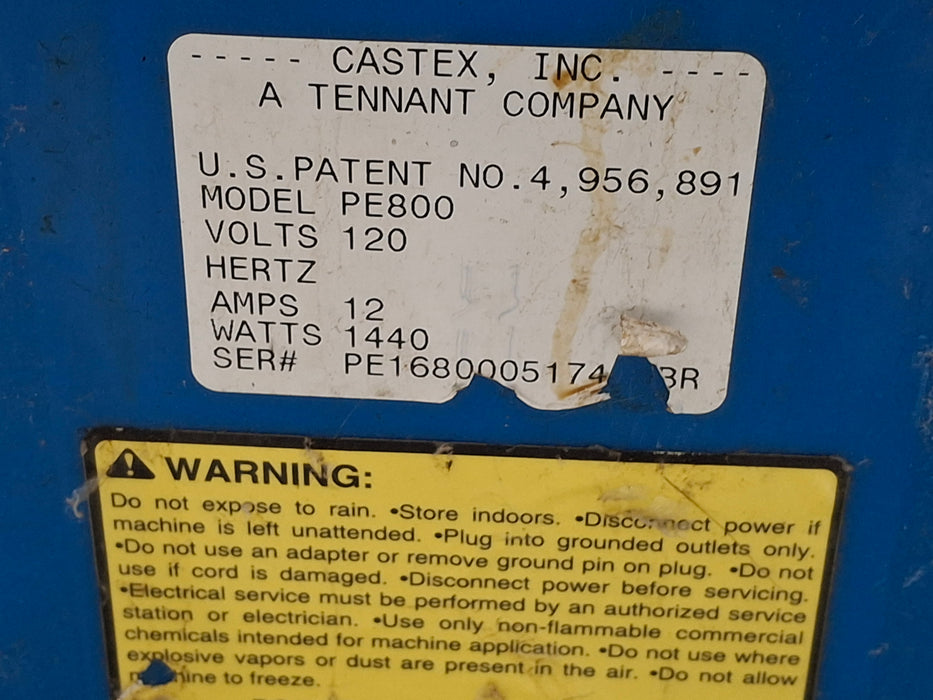 ----- CASTEX, INC. ----
A TENNANT COMPANY
U.S.PATENT NO.4,956,891
MODEL PE800
VOLTS 120
HERTZ
AMPS 12
WATTS 1440
SER#
WARNING:
Do not expose to rain. •Store indoors. •Disconnect power if
machine is left unattended. •Plug into grounded outlets only.
•Do not use an adapter or remove ground pin on plug. •Do not
use if cord is damaged. •Disconnect power before servicing.
•Electrical service must be performed by an authorized service
station or electrician. •Use only non-flammable commercial
chemicals intended for machine application. •Do not use where
explosive vapors or dust are present in the air. •Do not allow
to freeze.